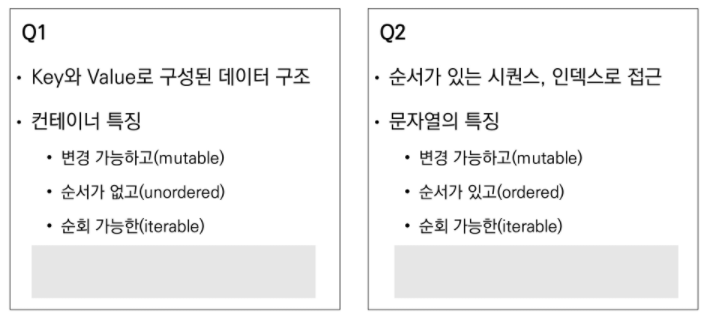 Q1
• Key와 Value로 구성된 데이터 구조
• 컨테이너 특징
• 변경 가능하고(mutable)
• 순서가 없고(unordered)
• 순회 가능한(iterable)
Q2
• 순서가 있는 시퀀스, 인덱스로 접근
• 문자열의 특징
• 변경 가능하고(mutable)
• 순서가 있고(ordered)
• 순회 가능한(iterable)